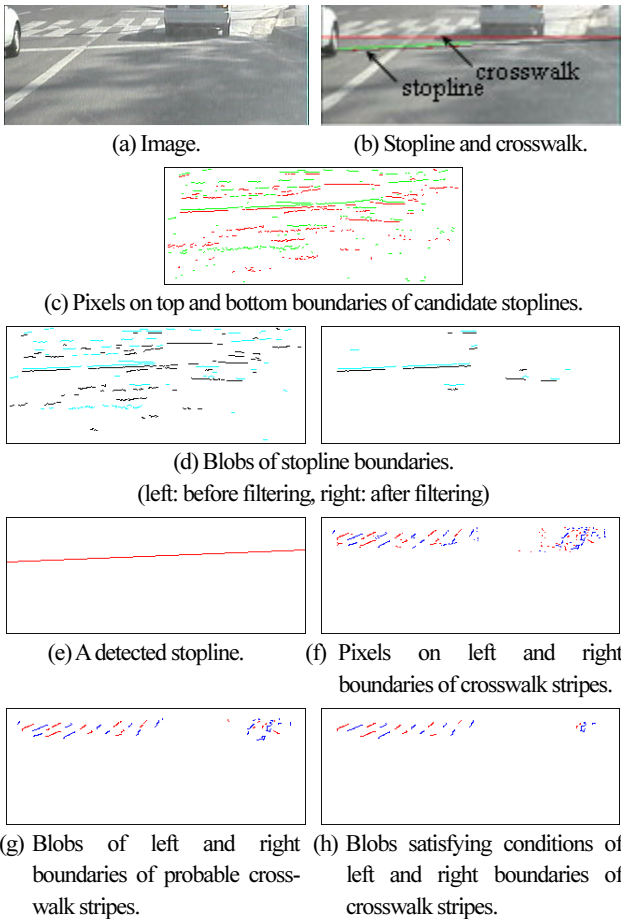 crosswalk
stopline
(a) Image.
(b) Stopline and crosswalk.
(c) Pixels on top and bottom boundaries of candidate stoplines.
(d) Blobs of stopline boundaries.
(left: before filtering, right: after filtering)
(e) A detected stopline.
(f) Pixels on left and right
boundaries of crosswalk stripes.
(g) Blobs of left and right
boundaries of probable cross-
walk stripes.
(h) Blobs satisfying conditions of
left and right boundaries of
crosswalk stripes.